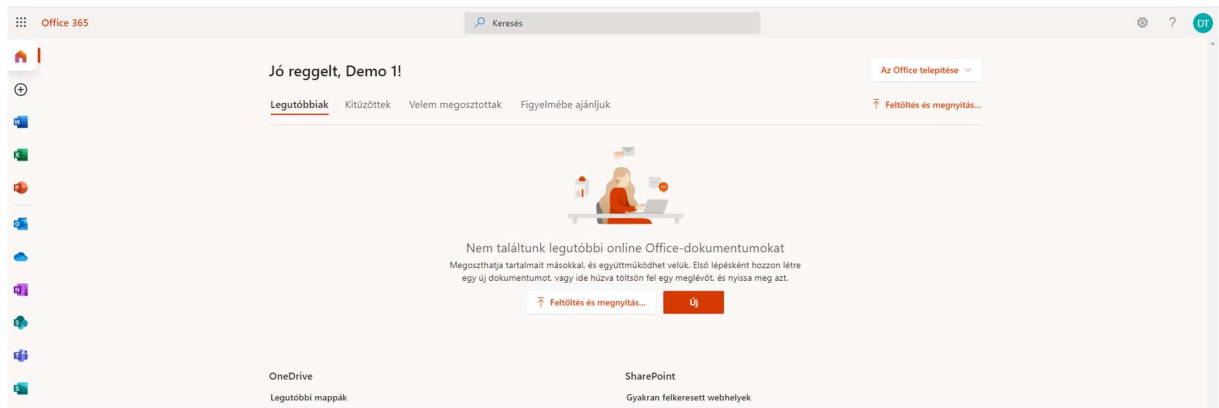 Office 365
Keresés
DT
Jó reggelt, Demo 1!
Az Office telepítése
Legutóbbiak Kitűzöttek Velem megosztottak Figyelmébe ajánljuk
Feltöltés és megnyitás...
Nem találtunk legutóbbi online Office-dokumentumokat
Megoszthatja tartalmait másokkal, és együttműködhet velük. Első lépésként hozzon létre
egy új dokumentumot, vagy ide húzva töltsön fel egy meglévőt, és nyissa meg azt.
Feltöltés és megnyitás...
Új
OneDrive
Legutóbbi mappák
SharePoint
Gyakran felkeresett webhelyek